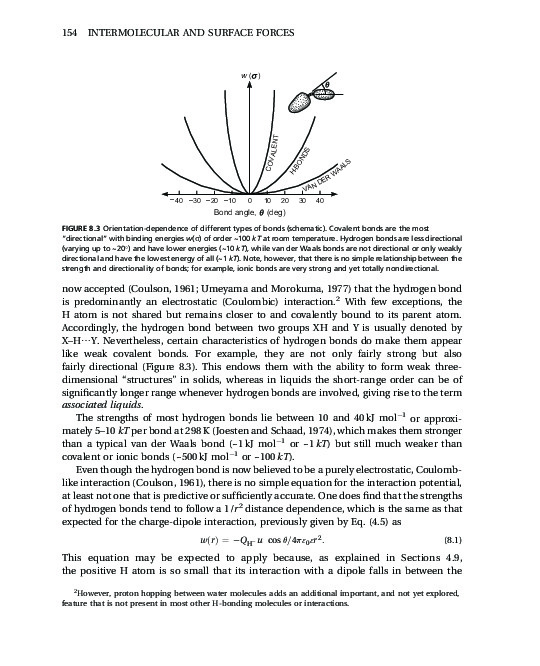 154 INTERMOLECULAR AND SURFACE FORCES
w (σ)
θ
COVALENT
H-BONDS
VAN DER WAALS
−40 −30 −20 −10 0 10 20 30 40
Bond angle, θ (deg)
FIGURE 8.3 Orientation-dependence of different types of bonds (schematic). Covalent bonds are the most
"directional" with binding energies w(σ) of order ~100 kT at room temperature. Hydrogen bonds are less directional
(varying up to ~20°) and have lower energies (~10 kT), while van der Waals bonds are not directional or only weakly
directional and have the lowest energy of all (~1 kT). Note, however, that there is no simple relationship between the
strength and directionality of bonds; for example, ionic bonds are very strong and yet totally nondirectional.
now accepted (Coulson, 1961; Umeyama and Morokuma, 1977) that the hydrogen bond
is predominantly an electrostatic (Coulombic) interaction.² With few exceptions, the
H atom is not shared but remains closer to and covalently bound to its parent atom.
Accordingly, the hydrogen bond between two groups XH and Y is usually denoted by
X–H···Y. Nevertheless, certain characteristics of hydrogen bonds do make them appear
like weak covalent bonds. For example, they are not only fairly strong but also
fairly directional (Figure 8.3). This endows them with the ability to form weak three-
dimensional "structures" in solids, whereas in liquids the short-range order can be of
significantly longer range whenever hydrogen bonds are involved, giving rise to the term
associated liquids.
The strengths of most hydrogen bonds lie between 10 and 40 kJ mol⁻¹ or approxi-
mately 5–10 kT per bond at 298 K (Joesten and Schaad, 1974), which makes them stronger
than a typical van der Waals bond (~1 kJ mol⁻¹ or ~1 kT) but still much weaker than
covalent or ionic bonds (~500 kJ mol⁻¹ or ~100 kT).
Even though the hydrogen bond is now believed to be a purely electrostatic, Coulomb-
like interaction (Coulson, 1961), there is no simple equation for the interaction potential,
at least not one that is predictive or sufficiently accurate. One does find that the strengths
of hydrogen bonds tend to follow a 1/r² distance dependence, which is the same as that
expected for the charge-dipole interaction, previously given by Eq. (4.5) as
w(r) = −Q_H⁻ u cos θ/4πε₀εr². (8.1)
This equation may be expected to apply because, as explained in Sections 4.9,
the positive H atom is so small that its interaction with a dipole falls in between the
²However, proton hopping between water molecules adds an additional important, and not yet explored,
feature that is not present in most other H-bonding molecules or interactions.